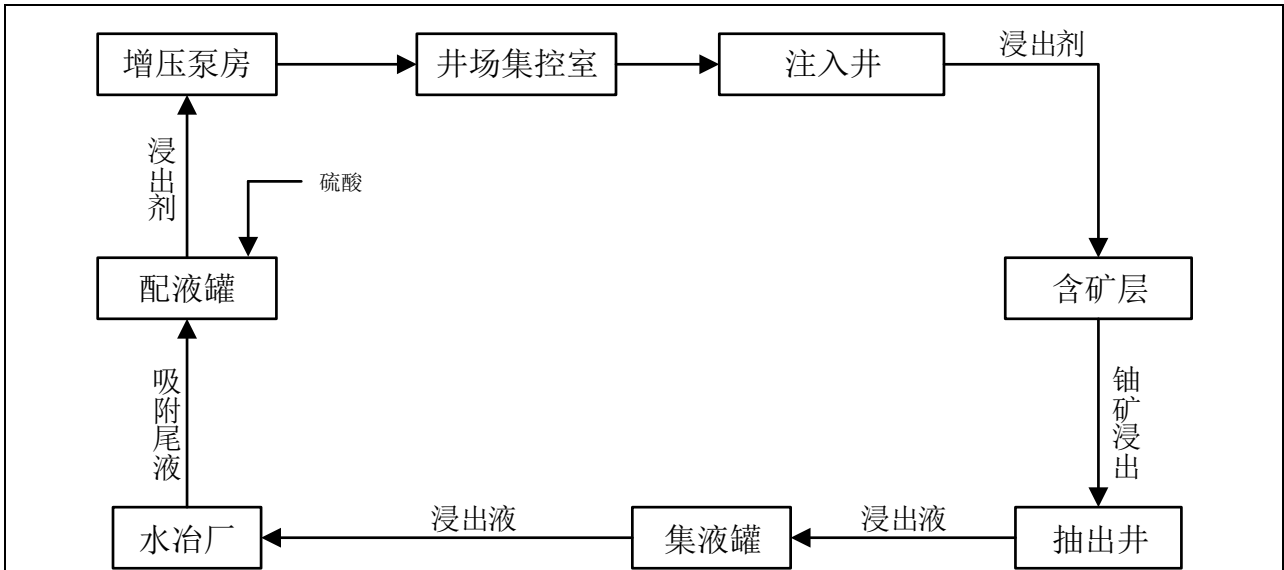 增压泵房
井场集控室
注入井
浸出剂
浸出剂
硫酸
配液罐
含矿层
吸附尾液
铀矿浸出
水冶厂
浸出液
集液罐
浸出液
抽出井